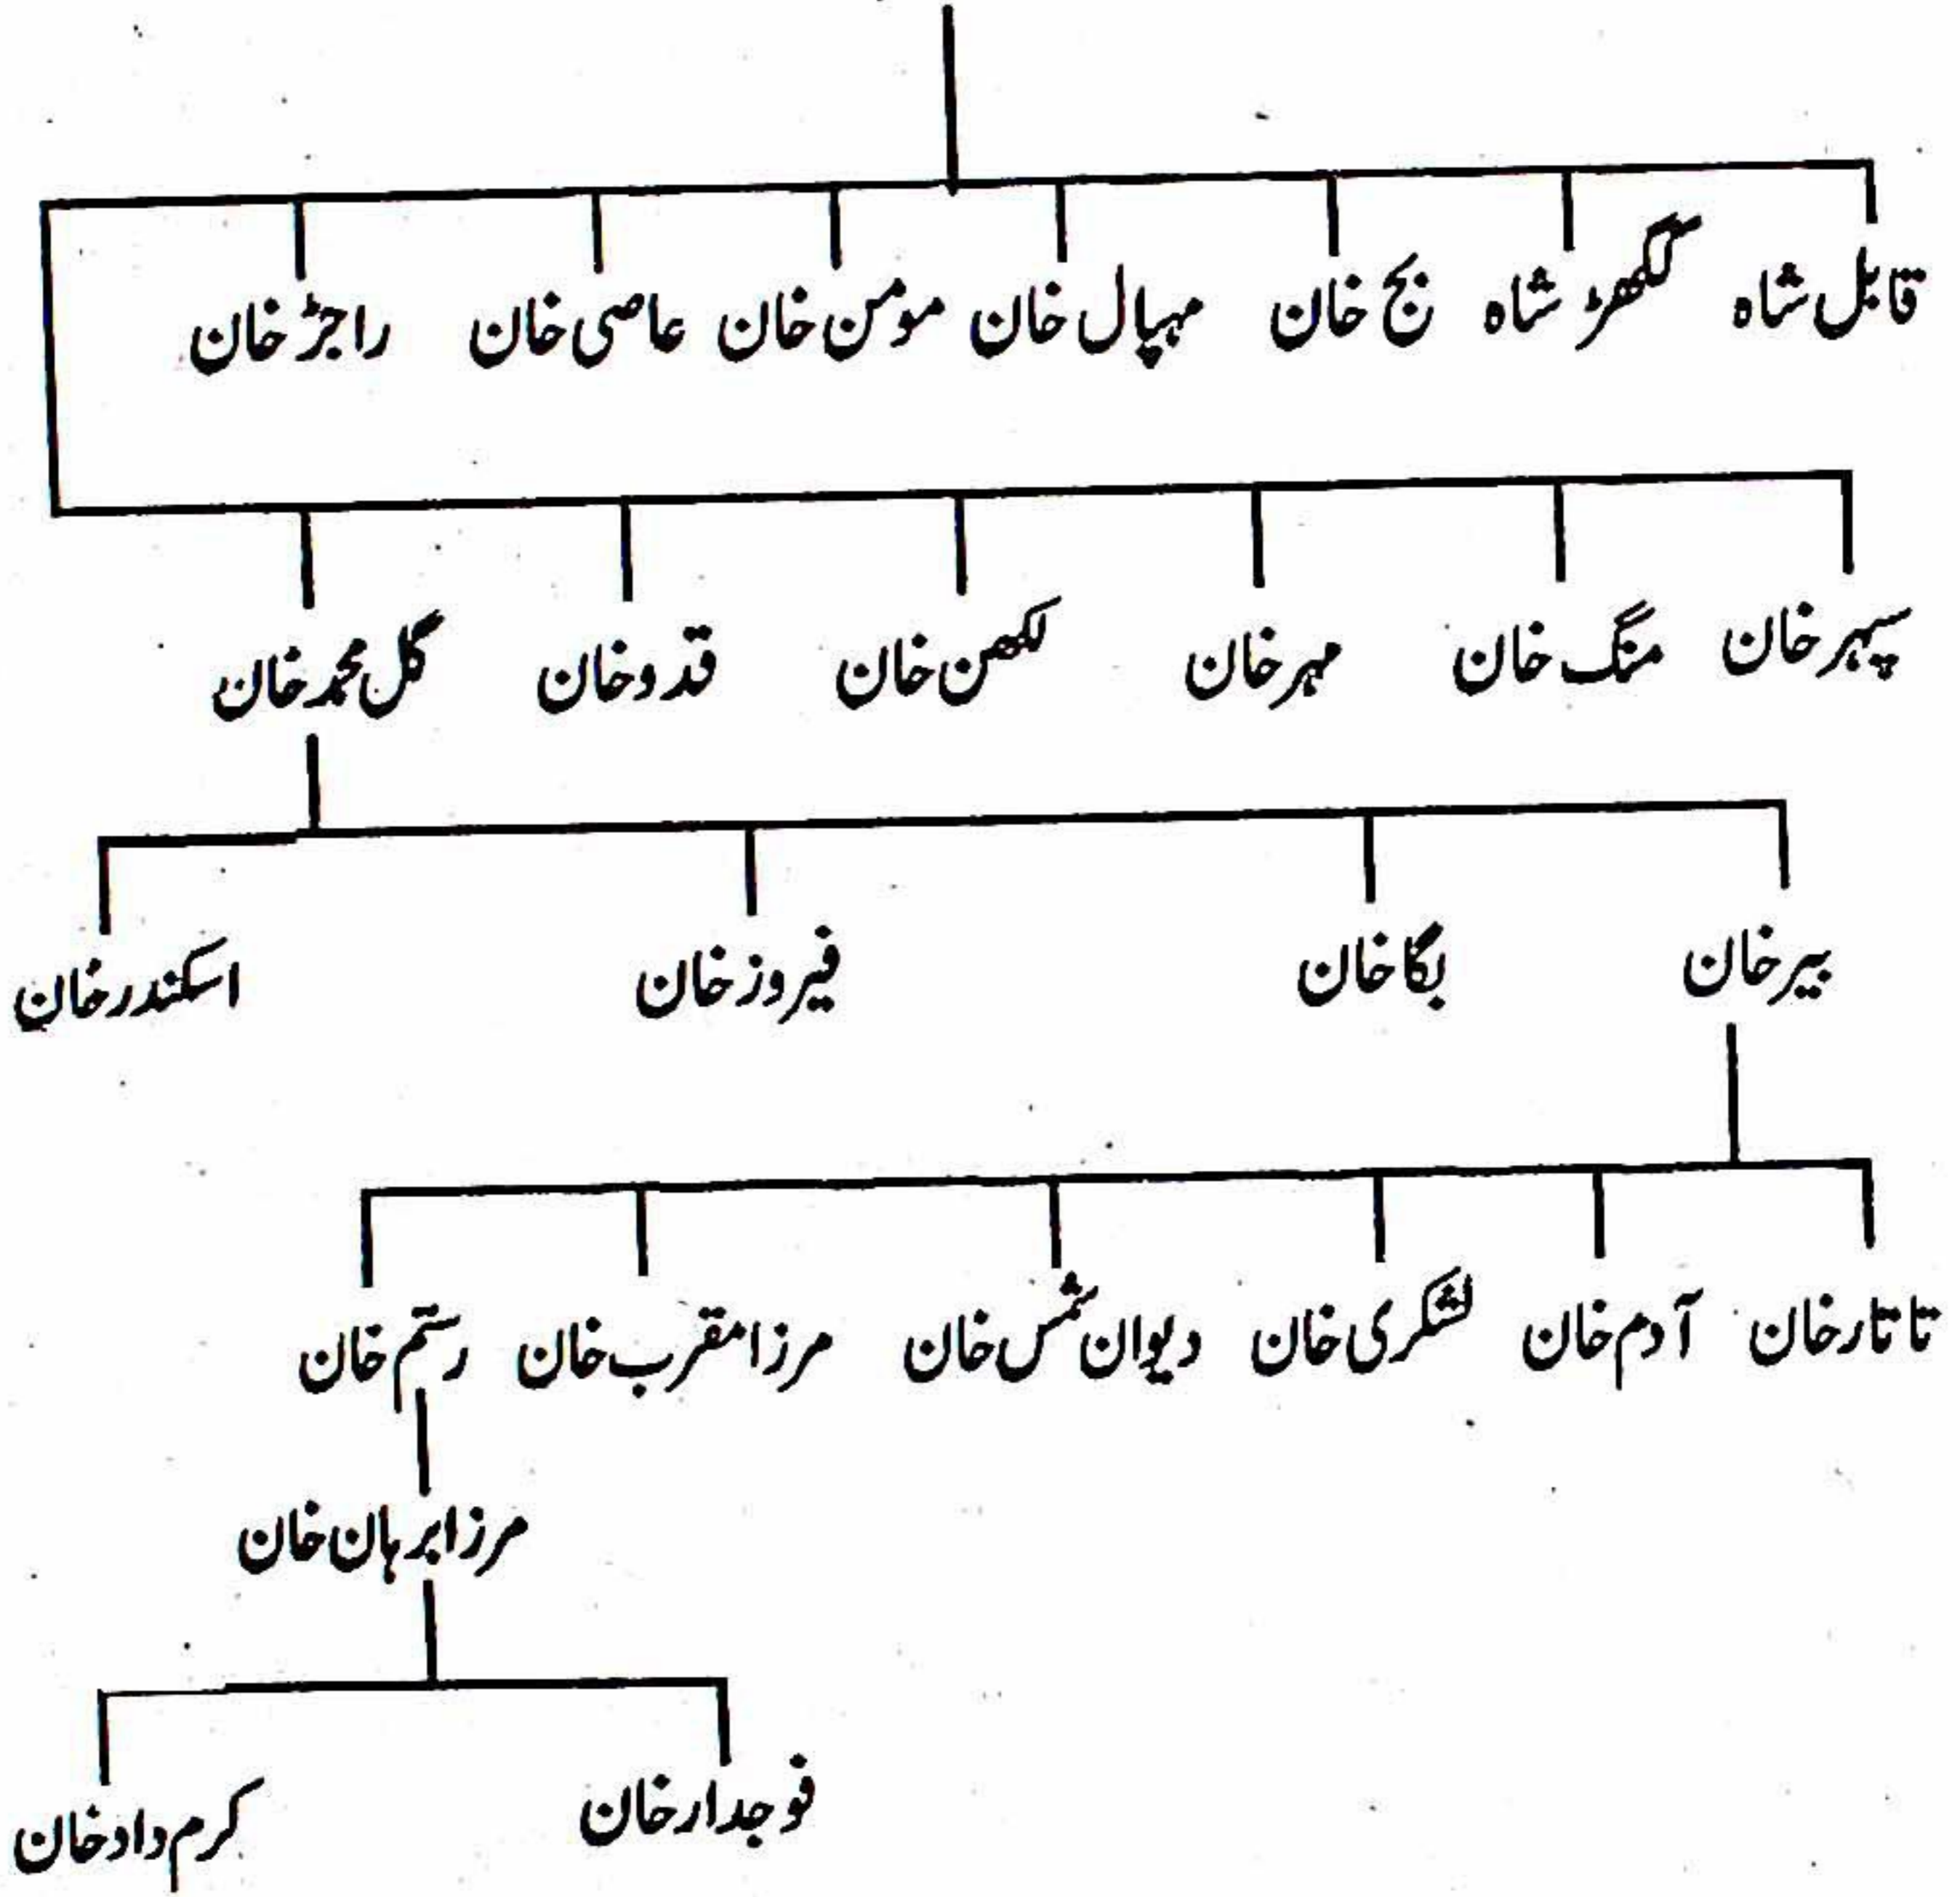 قابل شاہ گکھڑ شاہ بج خان مہپال خان مومن خان عاصی خان راجڑ خان
سپہر خان منگ خان مہر خان لکھن خان قدو خان گل محمد خان
بیر خان بگا خان فیروز خان اسکندر خان
تاتار خان آدم خان لشکری خان دیوان شمس خان مرزا مقرب خان رستم خان
مرزا برہان خان
فوجدار خان کرم داد خان